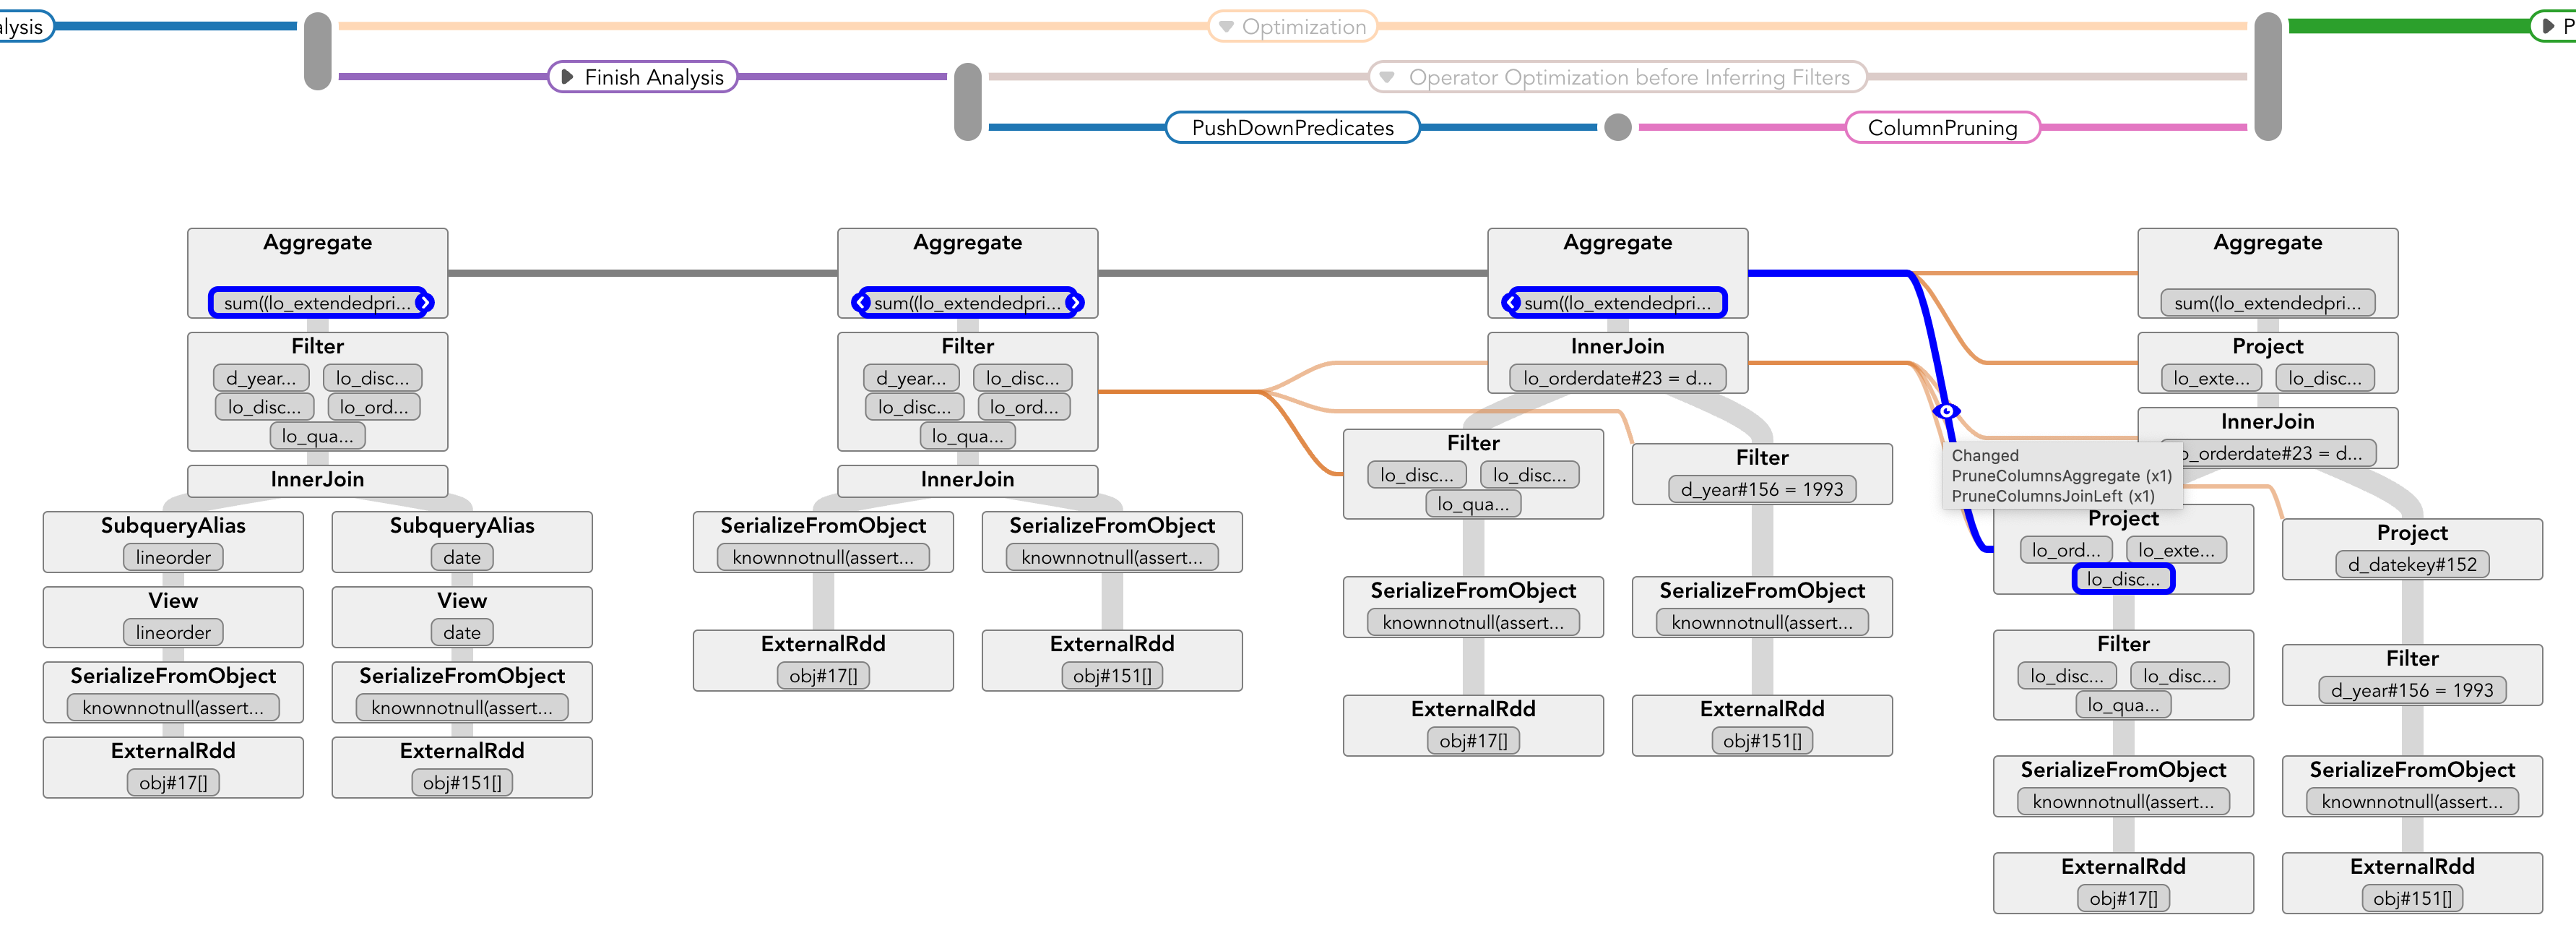 alysis
Optimization
P
Finish Analysis
Operator Optimization before Inferring Filters
PushDownPredicates
ColumnPruning
Aggregate
sum((lo_extendedpri...
Filter
d_year...
lo_disc...
lo_disc...
lo_ord...
lo_qua...
InnerJoin
SubqueryAlias
lineorder
View
lineorder
SerializeFromObject
knownnotnull(assert...
ExternalRdd
obj#17[]
SubqueryAlias
date
View
date
SerializeFromObject
knownnotnull(assert...
ExternalRdd
obj#151[]
Aggregate
sum((lo_extendedpri...
Filter
d_year...
lo_disc...
lo_disc...
lo_ord...
lo_qua...
InnerJoin
SerializeFromObject
knownnotnull(assert...
ExternalRdd
obj#17[]
SerializeFromObject
knownnotnull(assert...
ExternalRdd
obj#151[]
Aggregate
sum((lo_extendedpri...
InnerJoin
lo_orderdate#23 = d...
Filter
lo_disc...
lo_disc...
lo_qua...
SerializeFromObject
knownnotnull(assert...
ExternalRdd
obj#17[]
Filter
d_year#156 = 1993
SerializeFromObject
knownnotnull(assert...
ExternalRdd
obj#151[]
Aggregate
sum((lo_extendedpri...
Project
lo_exte...
lo_disc...
InnerJoin
o_orderdate#23 = d...
Changed
PruneColumnsAggregate (x1)
PruneColumnsJoinLeft (x1)
Project
lo_ord...
lo_exte...
lo_disc...
Filter
lo_disc...
lo_disc...
lo_qua...
SerializeFromObject
knownnotnull(assert...
ExternalRdd
obj#17[]
Project
d_datekey#152
Filter
d_year#156 = 1993
SerializeFromObject
knownnotnull(assert...
ExternalRdd
obj#151[]